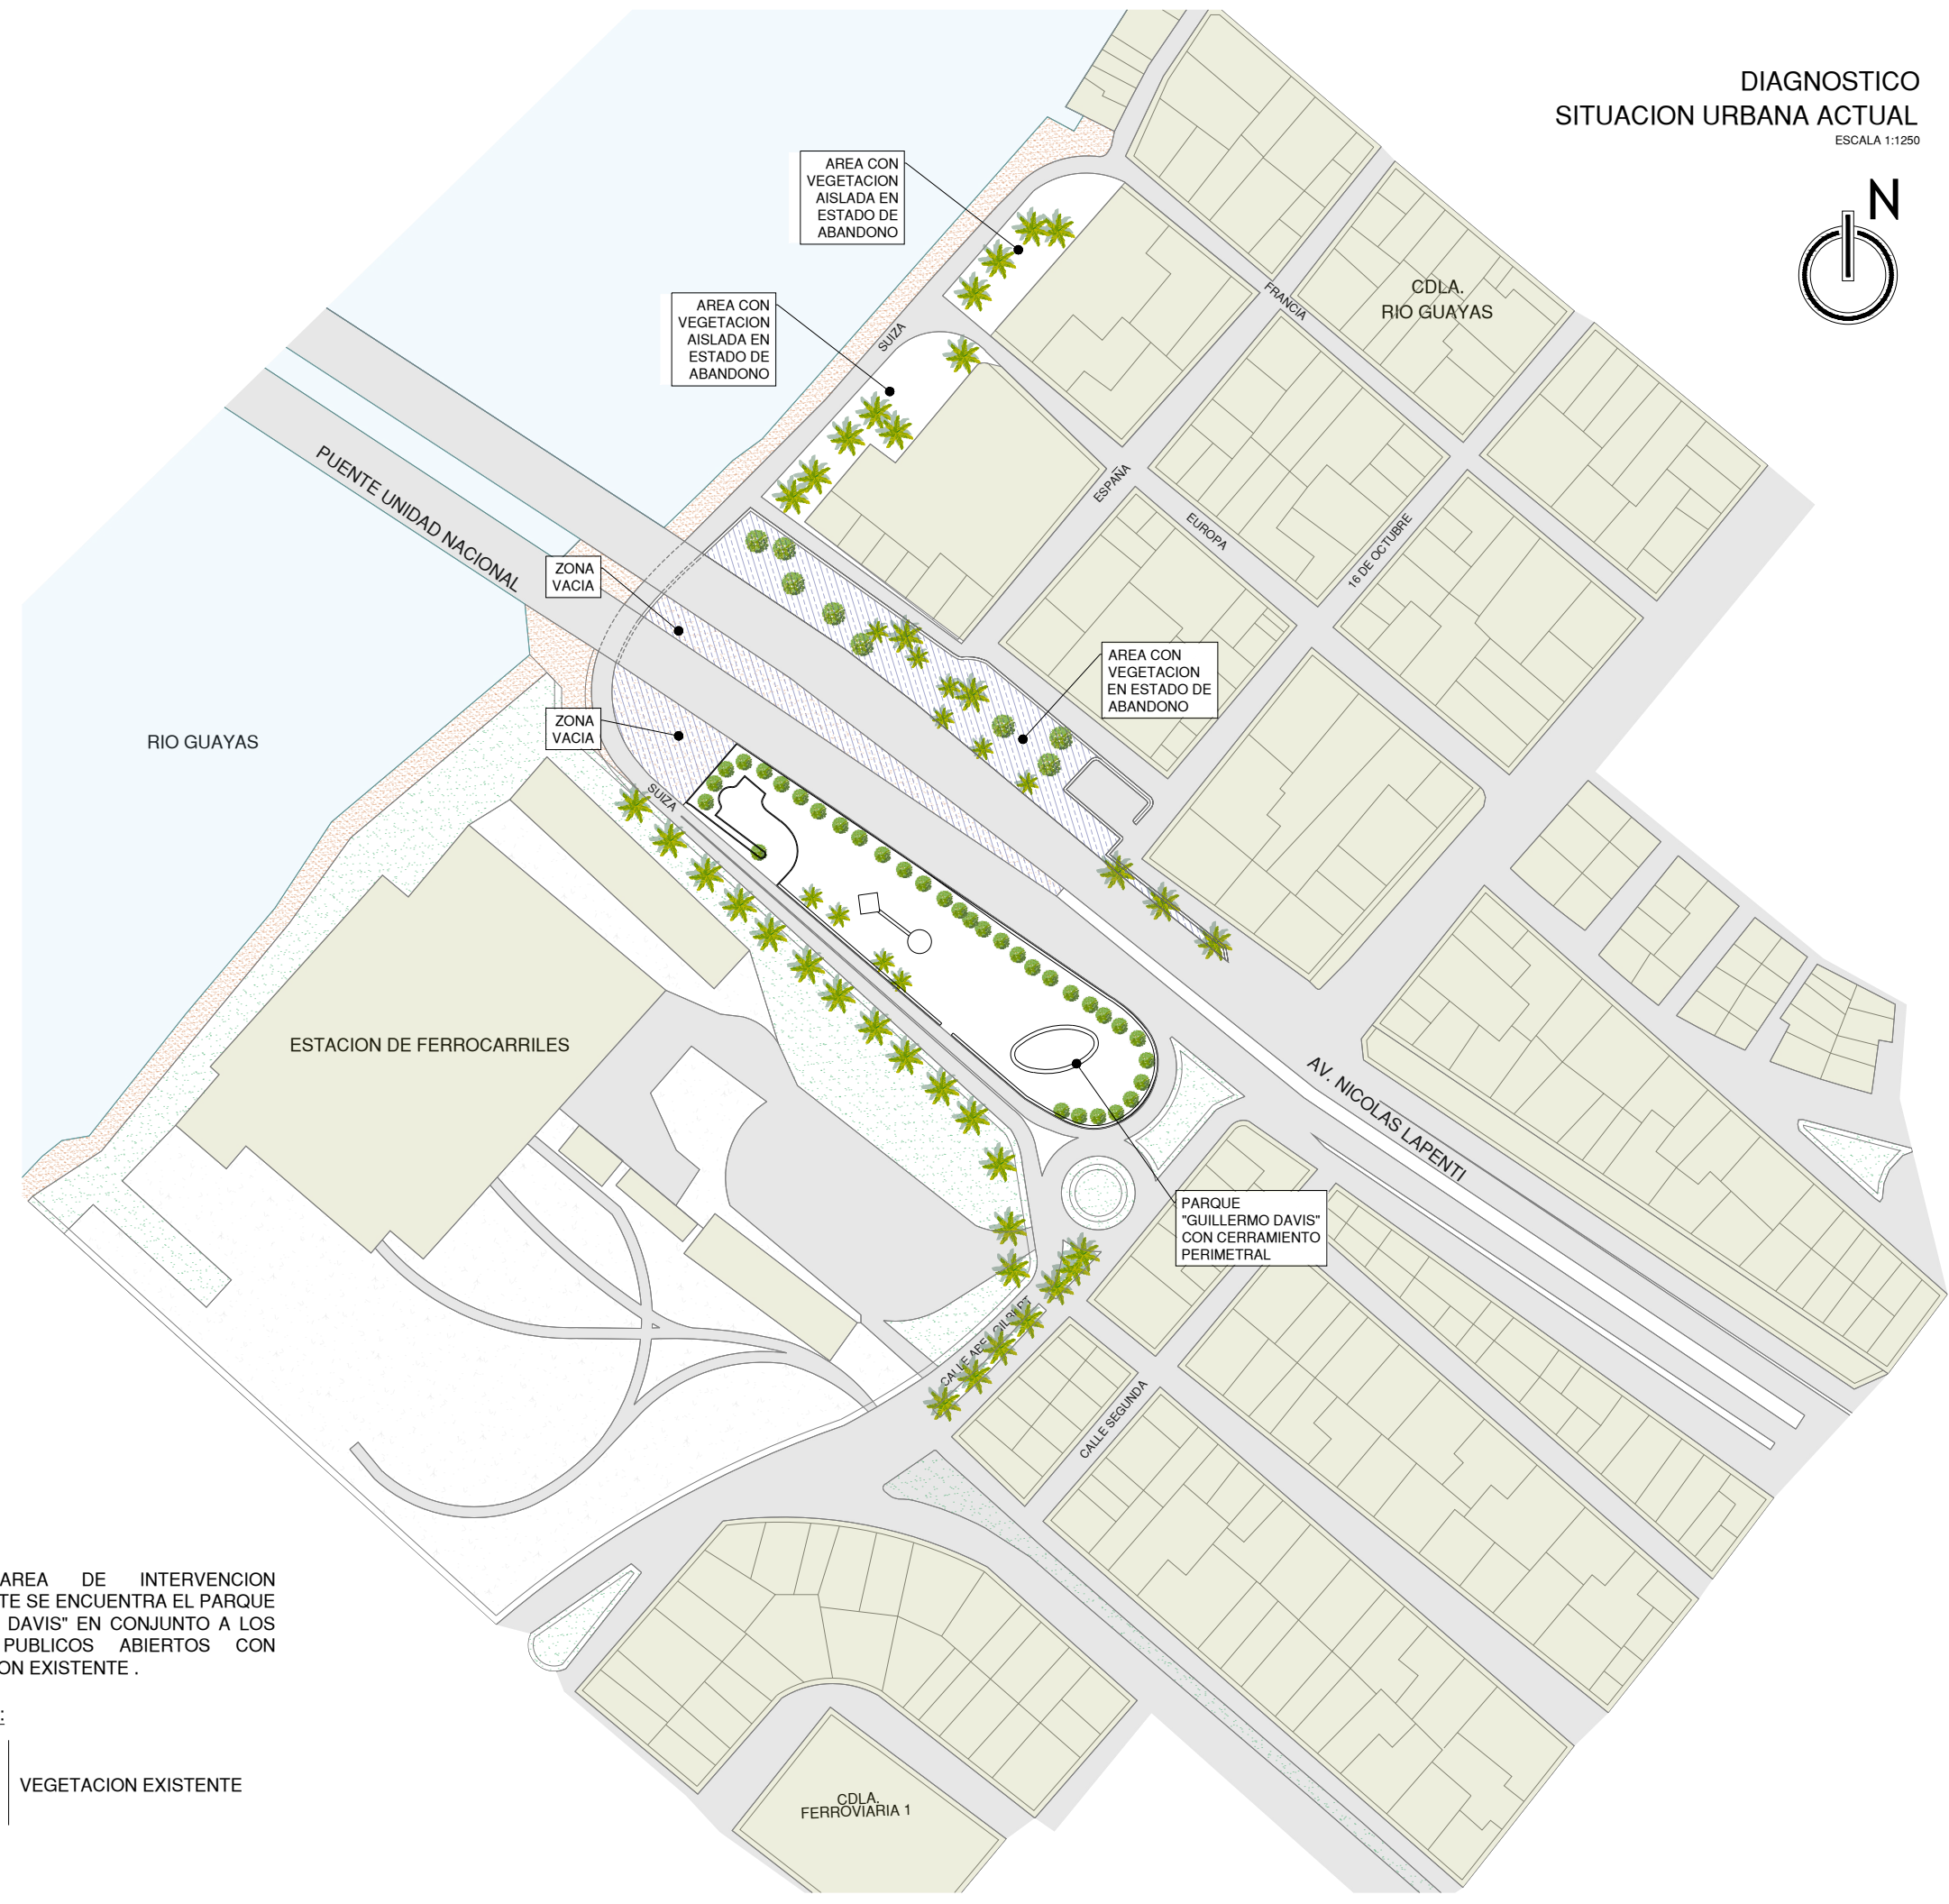 DIAGNOSTICO
SITUACION URBANA ACTUAL
ESCALA 1:1250
N
AREA CON
VEGETACION
AISLADA EN
ESTADO DE
ABANDONO
AREA CON
VEGETACION
AISLADA EN
ESTADO DE
ABANDONO
SUIZA
FRANCIA
CDLA.
RIO GUAYAS
PUENTE UNIDAD NACIONAL
ESPAÑA
EUROPA
16 DE OCTUBRE
ZONA
VACIA
AREA CON
VEGETACION
EN ESTADO DE
ABANDONO
ZONA
VACIA
RIO GUAYAS
SUIZA
ESTACION DE FERROCARRILES
AV. NICOLAS LAPENTI
PARQUE
"GUILLERMO DAVIS"
CON CERRAMIENTO
PERIMETRAL
CALLE
CALLE SEGUNDA
AREA DE INTERVENCION
TE SE ENCUENTRA EL PARQUE
DAVIS" EN CONJUNTO A LOS
PUBLICOS ABIERTOS CON
ON EXISTENTE .
:
VEGETACION EXISTENTE
CDLA.
FERROVIARIA 1